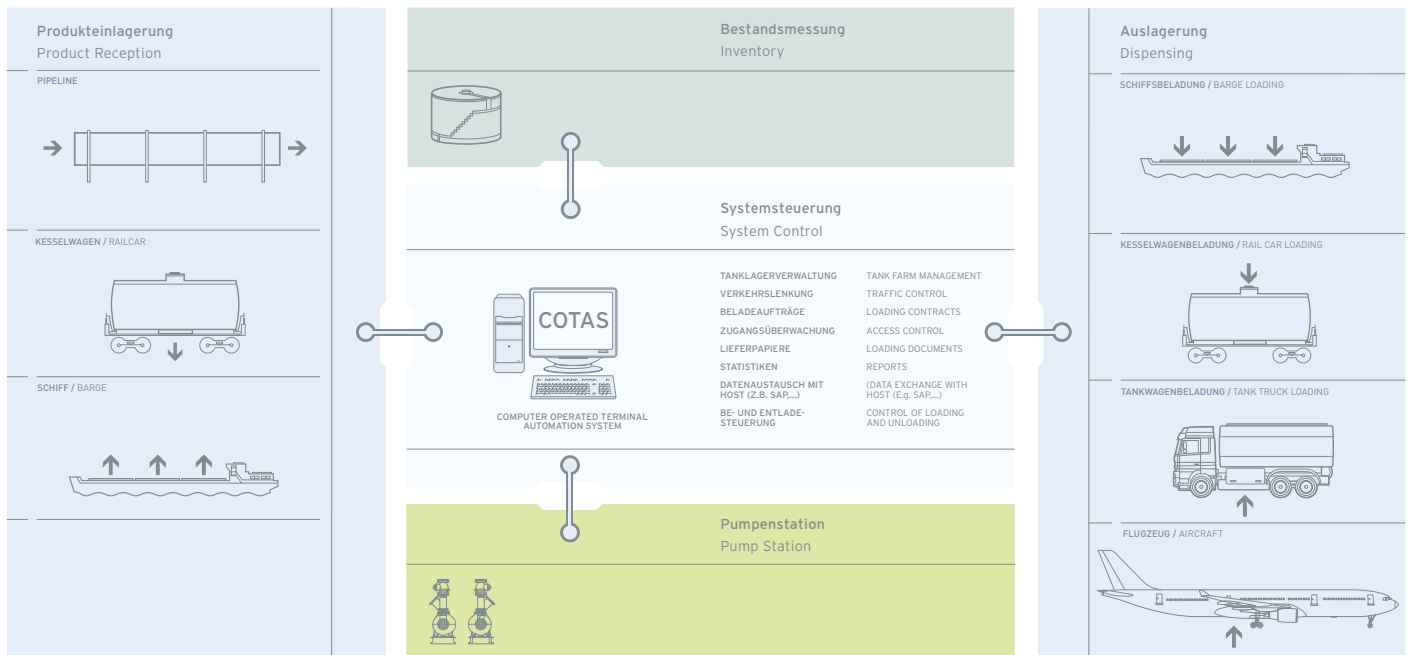 Produkteinlagerung
Product Reception
PIPELINE
KESSELWAGEN / RAILCAR
SCHIFF / BARGE
Bestandsmessung
Inventory
Systemsteuerung
System Control
COTAS
COMPUTER OPERATED TERMINAL
AUTOMATION SYSTEM
TANKLAGERVERWALTUNG TANK FARM MANAGEMENT
VERKEHRSLENKUNG TRAFFIC CONTROL
BELADEAUFTRÄGE LOADING CONTRACTS
ZUGANGSÜBERWACHUNG ACCESS CONTROL
LIEFERPAPIERE LOADING DOCUMENTS
STATISTIKEN REPORTS
DATENAUSTAUSCH MIT (DATA EXCHANGE WITH
HOST (Z.B. SAP,...) HOST (E.g. SAP,...)
BE- UND ENTLADE- CONTROL OF LOADING
STEUERUNG AND UNLOADING
Pumpenstation
Pump Station
Auslagerung
Dispensing
SCHIFFSBELADUNG / BARGE LOADING
KESSELWAGENBELADUNG / RAIL CAR LOADING
TANKWAGENBELADUNG / TANK TRUCK LOADING
FLUGZEUG / AIRCRAFT